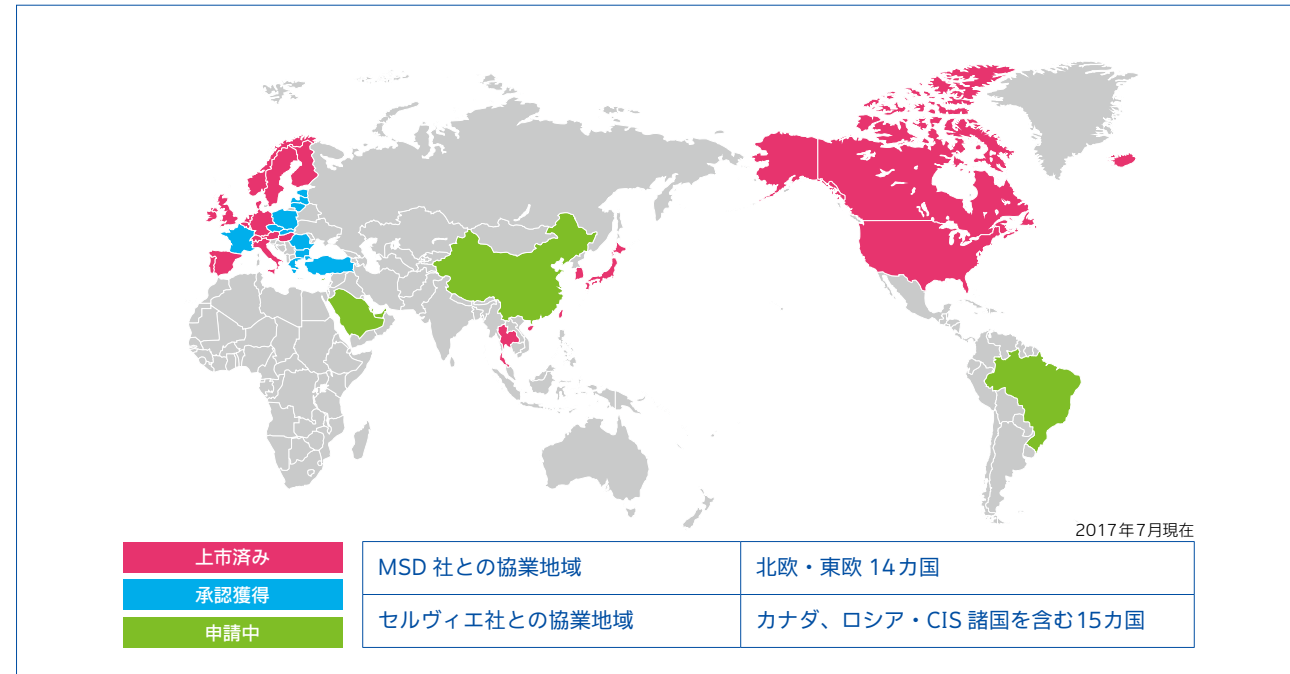 2017年7月現在
上市済み
承認獲得
申請中
MSD 社との協業地域
北欧・東欧 14カ国
セルヴィエ社との協業地域
カナダ、ロシア・CIS 諸国を含む15カ国